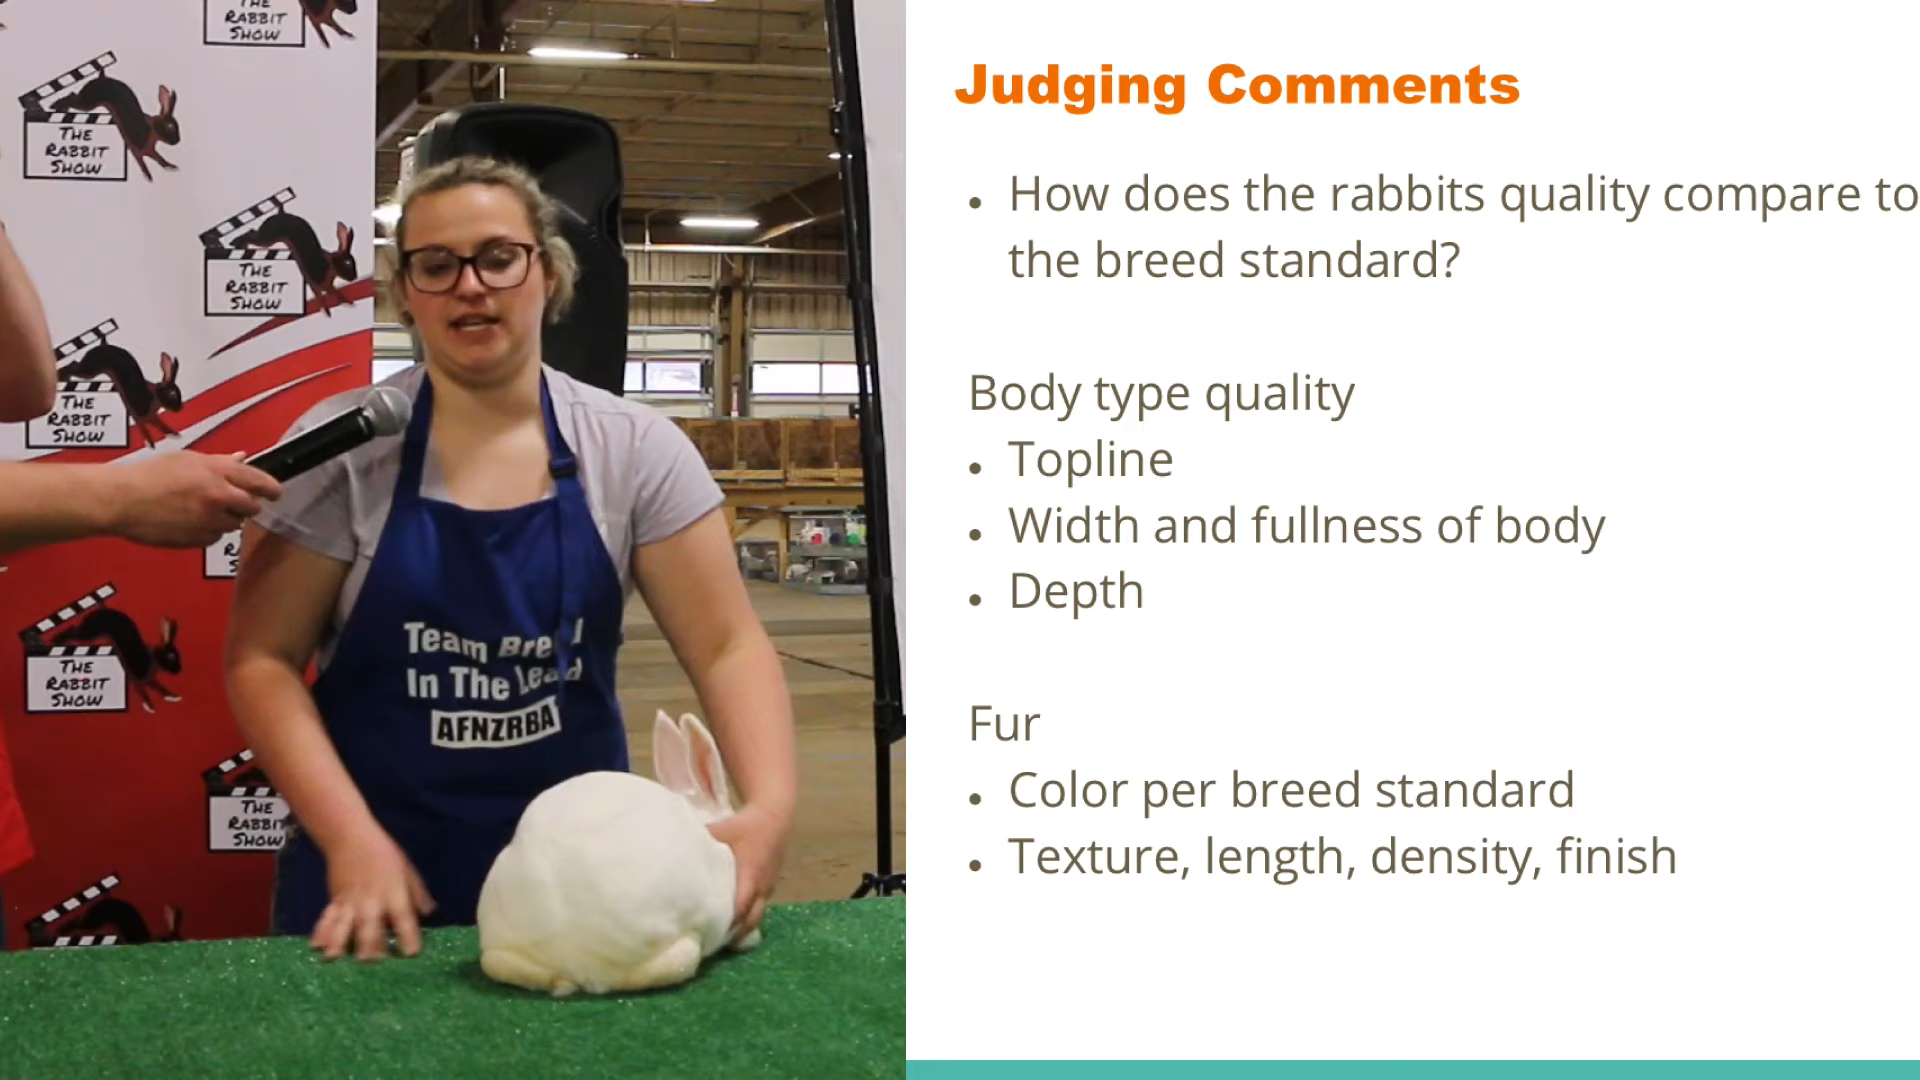 THE
RABBIT
SHOW
THE
RABBIT
SHOW
THE
RABBIT
SHOW
THE
RABBIT
SHOW
THE
RABBIT
SHOW
THE
RABBIT
SHOW
Team
In The Lead
AFNZRBA
Judging Comments
• How does the rabbits quality compare to
the breed standard?
Body type quality
• Topline
• Width and fullness of body
• Depth
Fur
• Color per breed standard
• Texture, length, density, finish